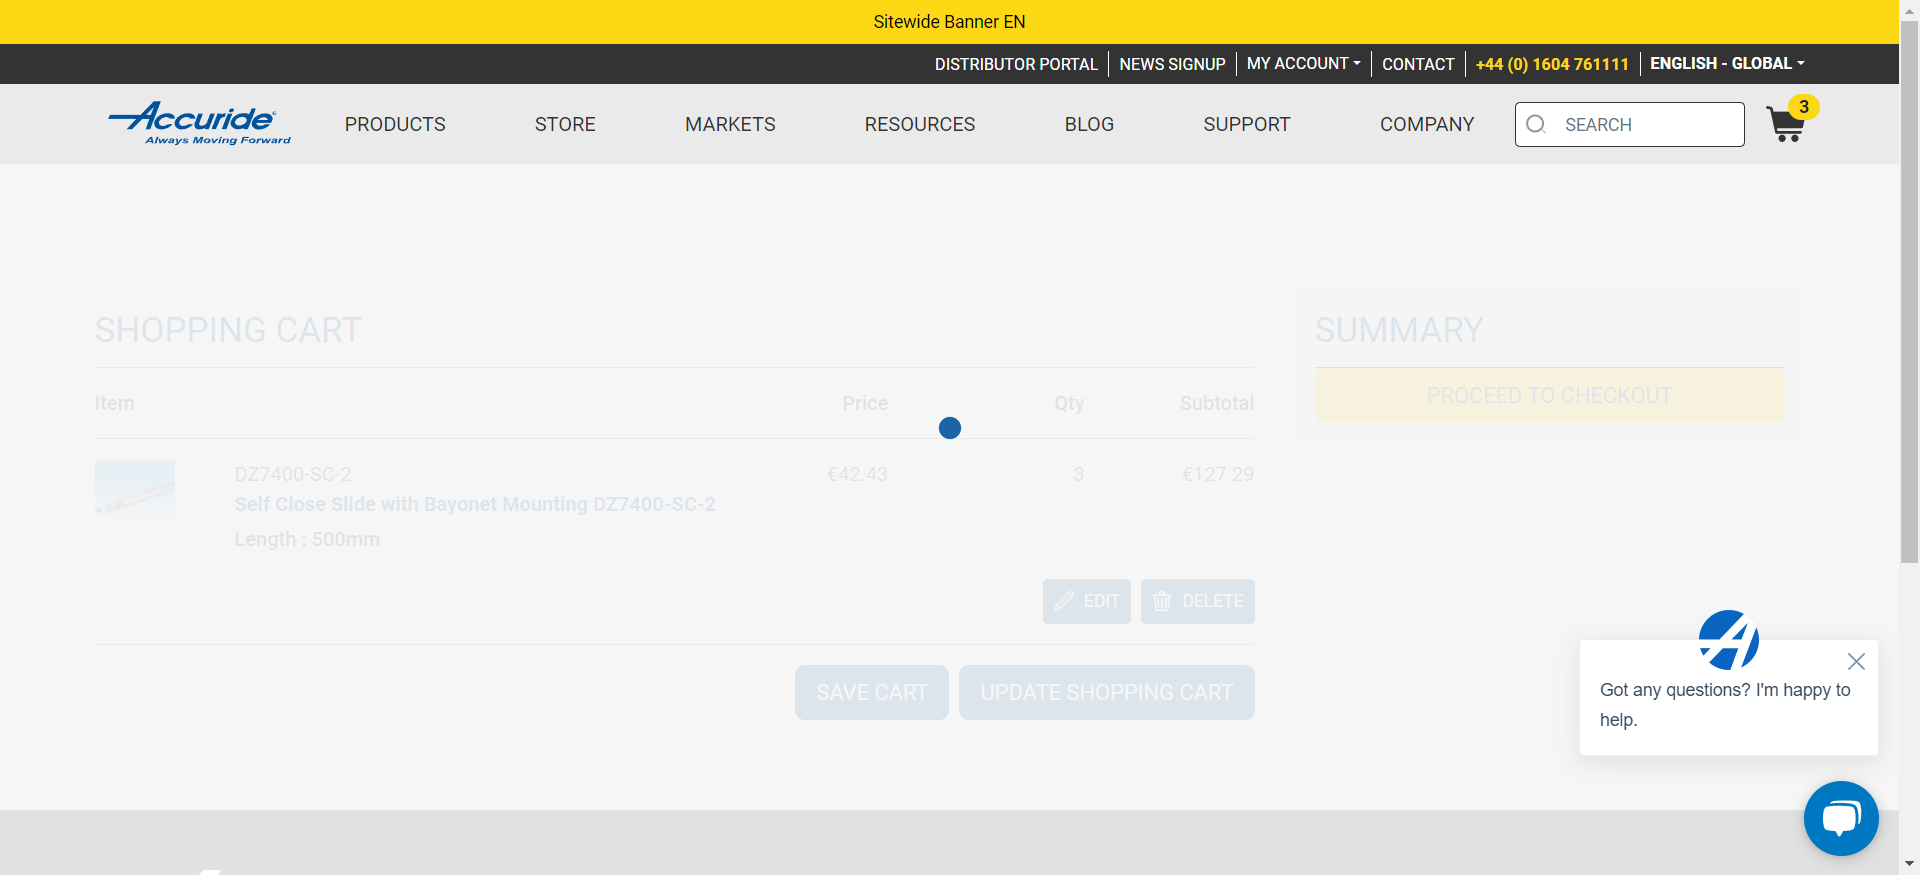 Sitewide Banner EN
DISTRIBUTOR PORTAL NEWS SIGNUP MY ACCOUNT CONTACT +44 (0) 1604 761111 ENGLISH - GLOBAL
Accuride
Always Moving Forward
PRODUCTS STORE MARKETS RESOURCES BLOG SUPPORT COMPANY SEARCH 3
SHOPPING CART
Item Price Qty Subtotal
DZ7400-SC-2 €42.43 3 €127.29
Self Close Slide with Bayonet Mounting DZ7400-SC-2
Length : 500mm
EDIT DELETE
SAVE CART UPDATE SHOPPING CART
SUMMARY
PROCEED TO CHECKOUT
Got any questions? I'm happy to
help.